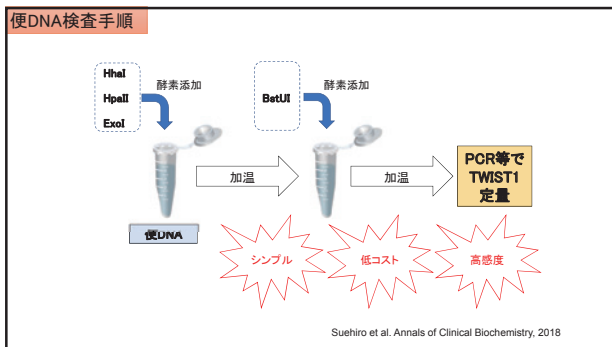 便DNA検査手順
HhaI
HpaII
ExoI
酵素添加
BstUI
酵素添加
加温
加温
PCR等で
TWIST1
定量
便DNA
シンプル
低コスト
高感度
Suehiro et al. Annals of Clinical Biochemistry, 2018